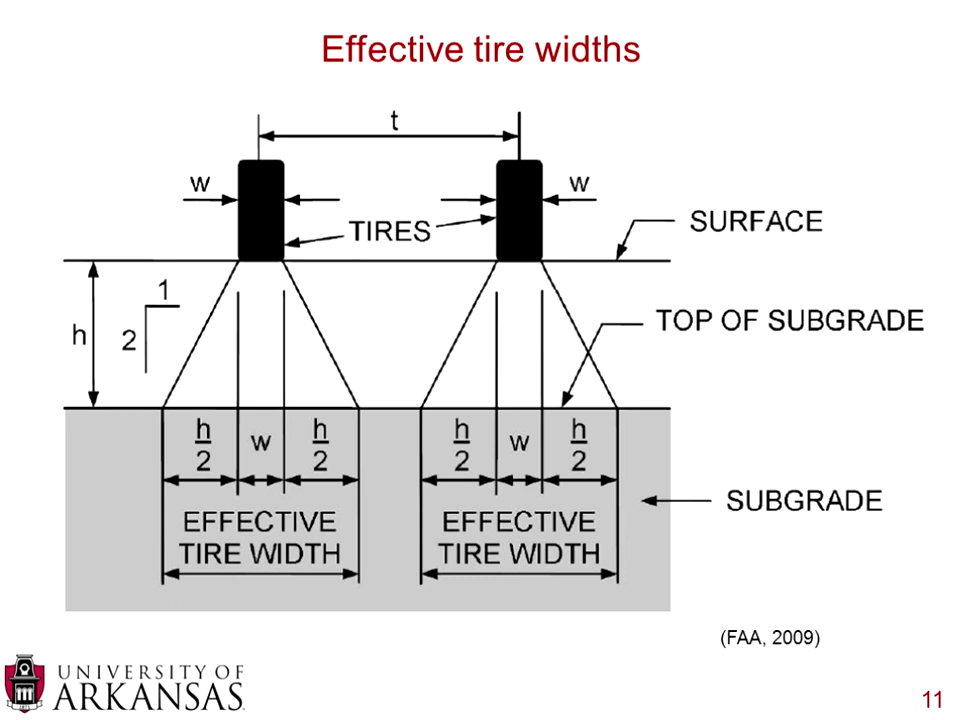 Effective tire widths
t
w
w
TIRES
SURFACE
1
2
h
TOP OF SUBGRADE
h
2
w
h
2
h
2
w
h
2
SUBGRADE
EFFECTIVE
TIRE WIDTH
EFFECTIVE
TIRE WIDTH
(FAA, 2009)
UNIVERSITY OF
ARKANSAS
11